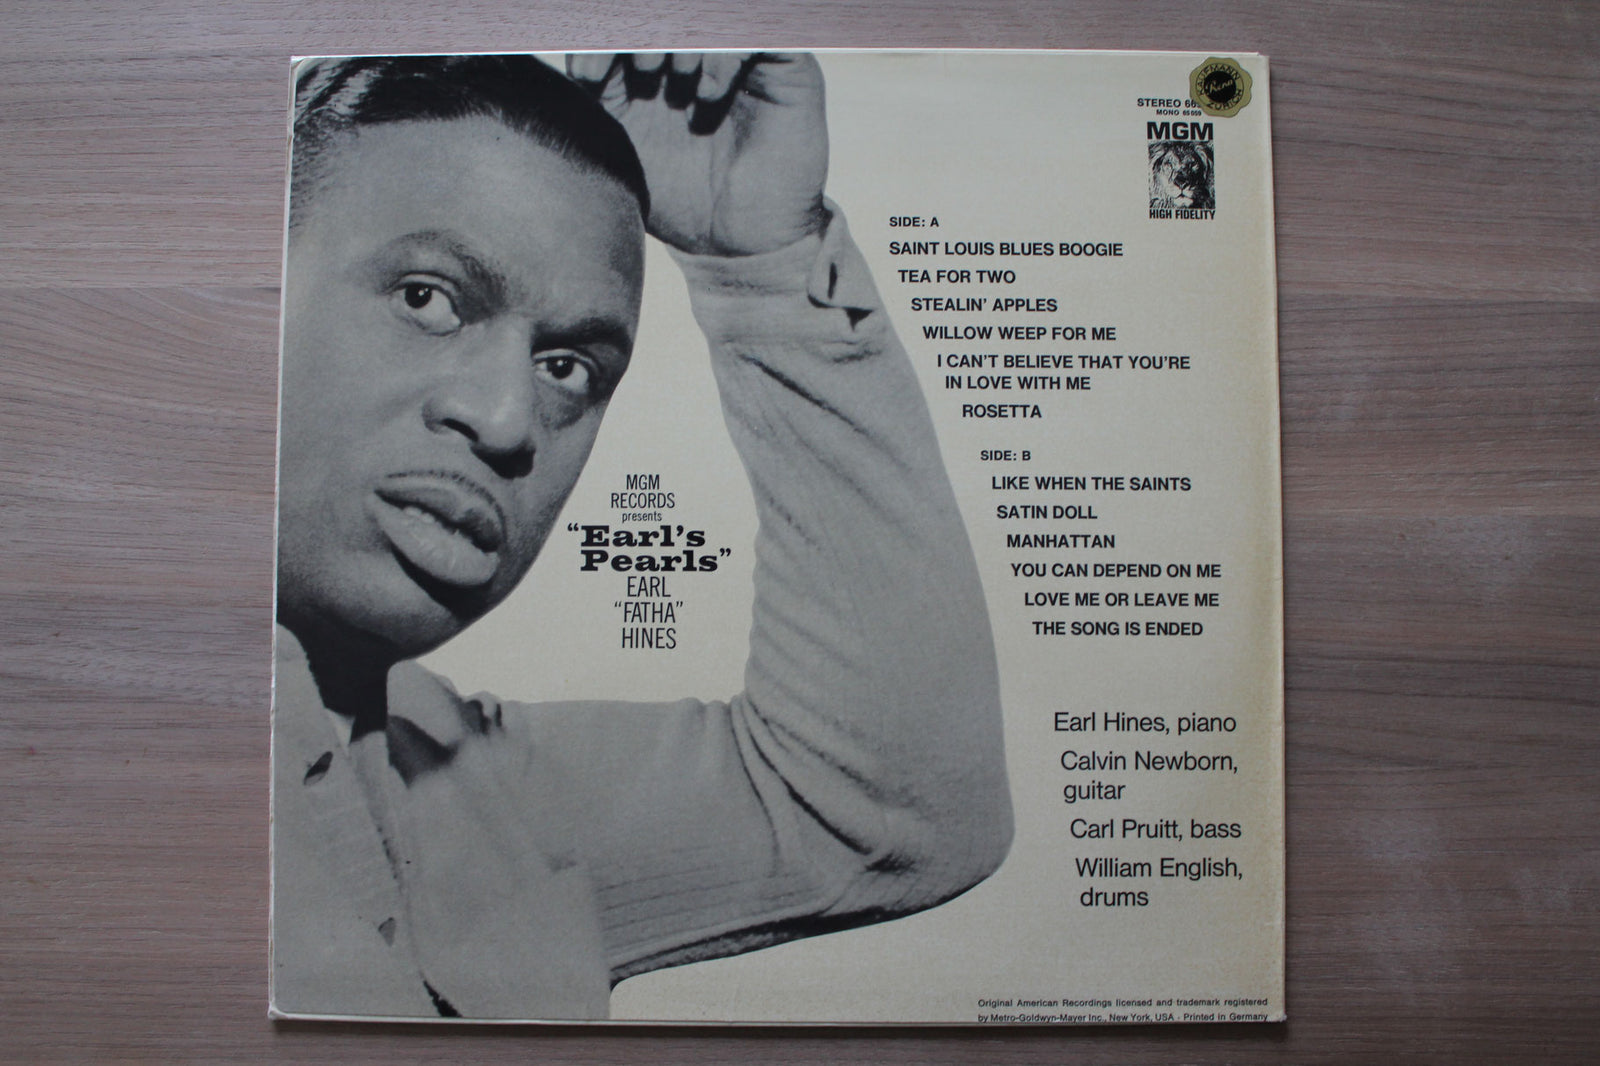 KAUFMANN
Reno
ZÜRICH
STEREO
MONO 65 059
MGM
HIGH FIDELITY
SIDE: A
SAINT LOUIS BLUES BOOGIE
TEA FOR TWO
STEALIN' APPLES
WILLOW WEEP FOR ME
I CAN'T BELIEVE THAT YOU'RE
IN LOVE WITH ME
ROSETTA
SIDE: B
LIKE WHEN THE SAINTS
SATIN DOLL
MANHATTAN
YOU CAN DEPEND ON ME
LOVE ME OR LEAVE ME
THE SONG IS ENDED
MGM
RECORDS
presents
“Earl's
Pearls”
EARL
“FATHA”
HINES
Earl Hines, piano
Calvin Newborn,
guitar
Carl Pruitt, bass
William English,
drums
Original American Recordings licensed and trademark registered
by Metro-Goldwyn-Mayer Inc., New York, USA · Printed in Germany